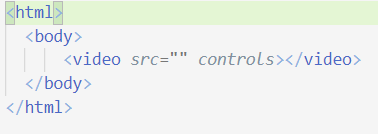 <html>
<body>
<video src="" controls></video>
</body>
</html>